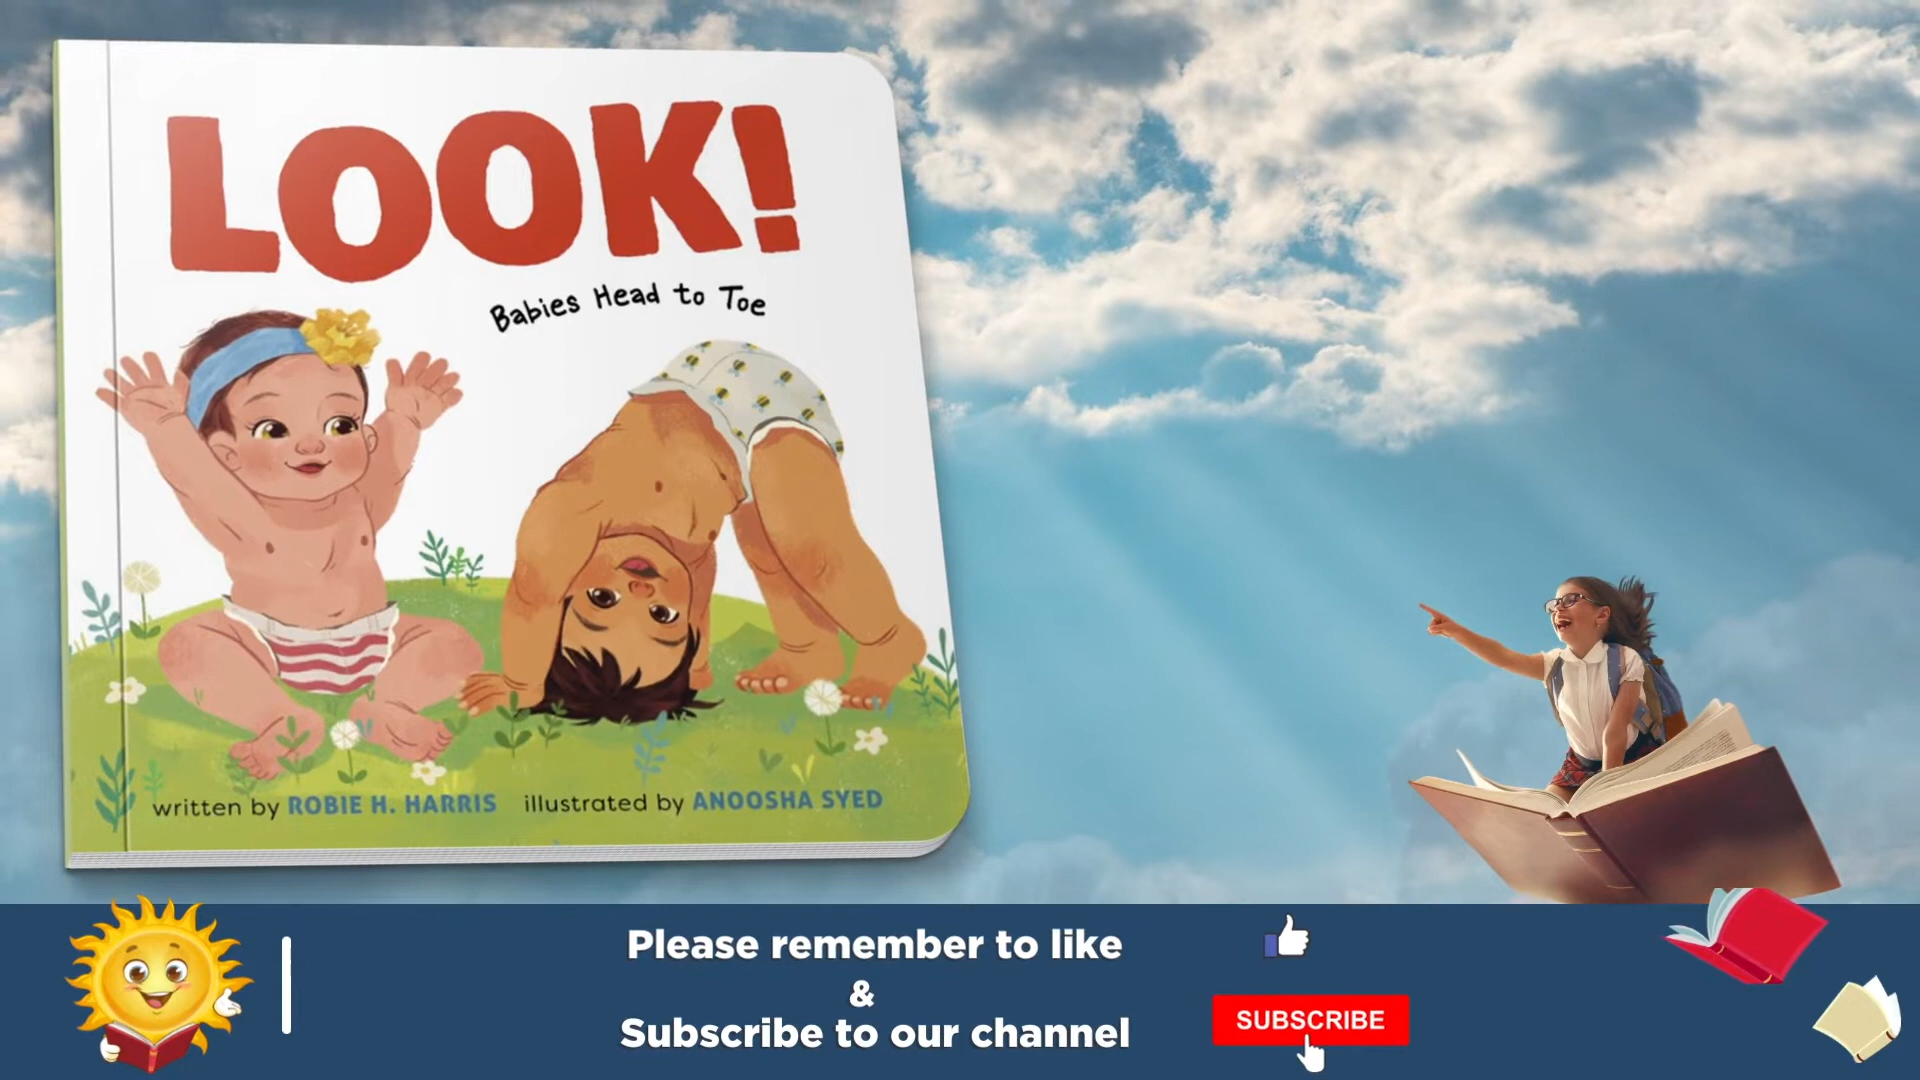 LOOK!
Babies Head to Toe
written by ROBIE H. HARRIS illustrated by ANOOSHA SYED
Please remember to like
&
Subscribe to our channel
SUBSCRIBE